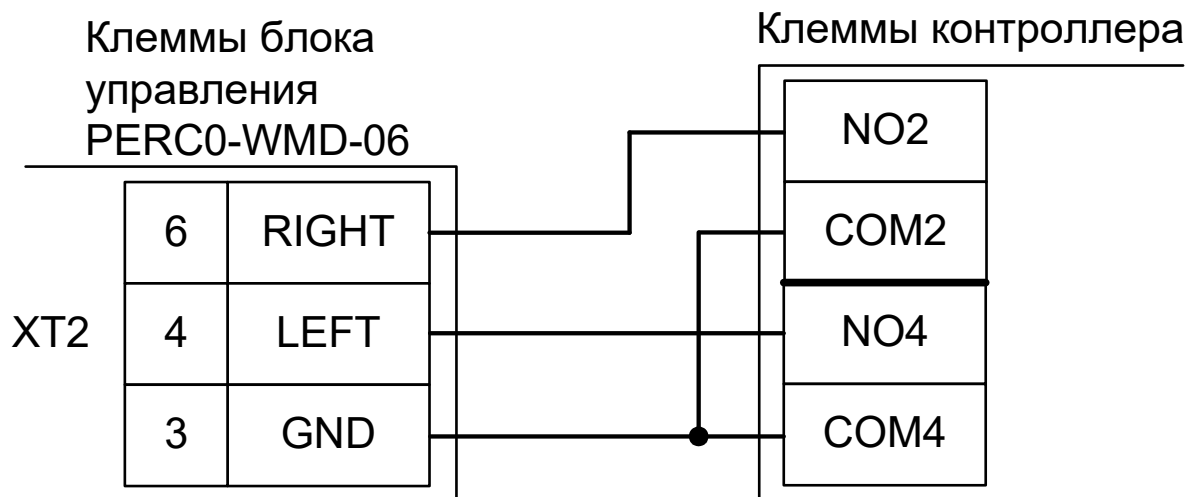 Клеммы блока
управления
PERC0-WMD-06
Клеммы контроллера
XT2
6 RIGHT
4 LEFT
3 GND
NO2
COM2
NO4
COM4